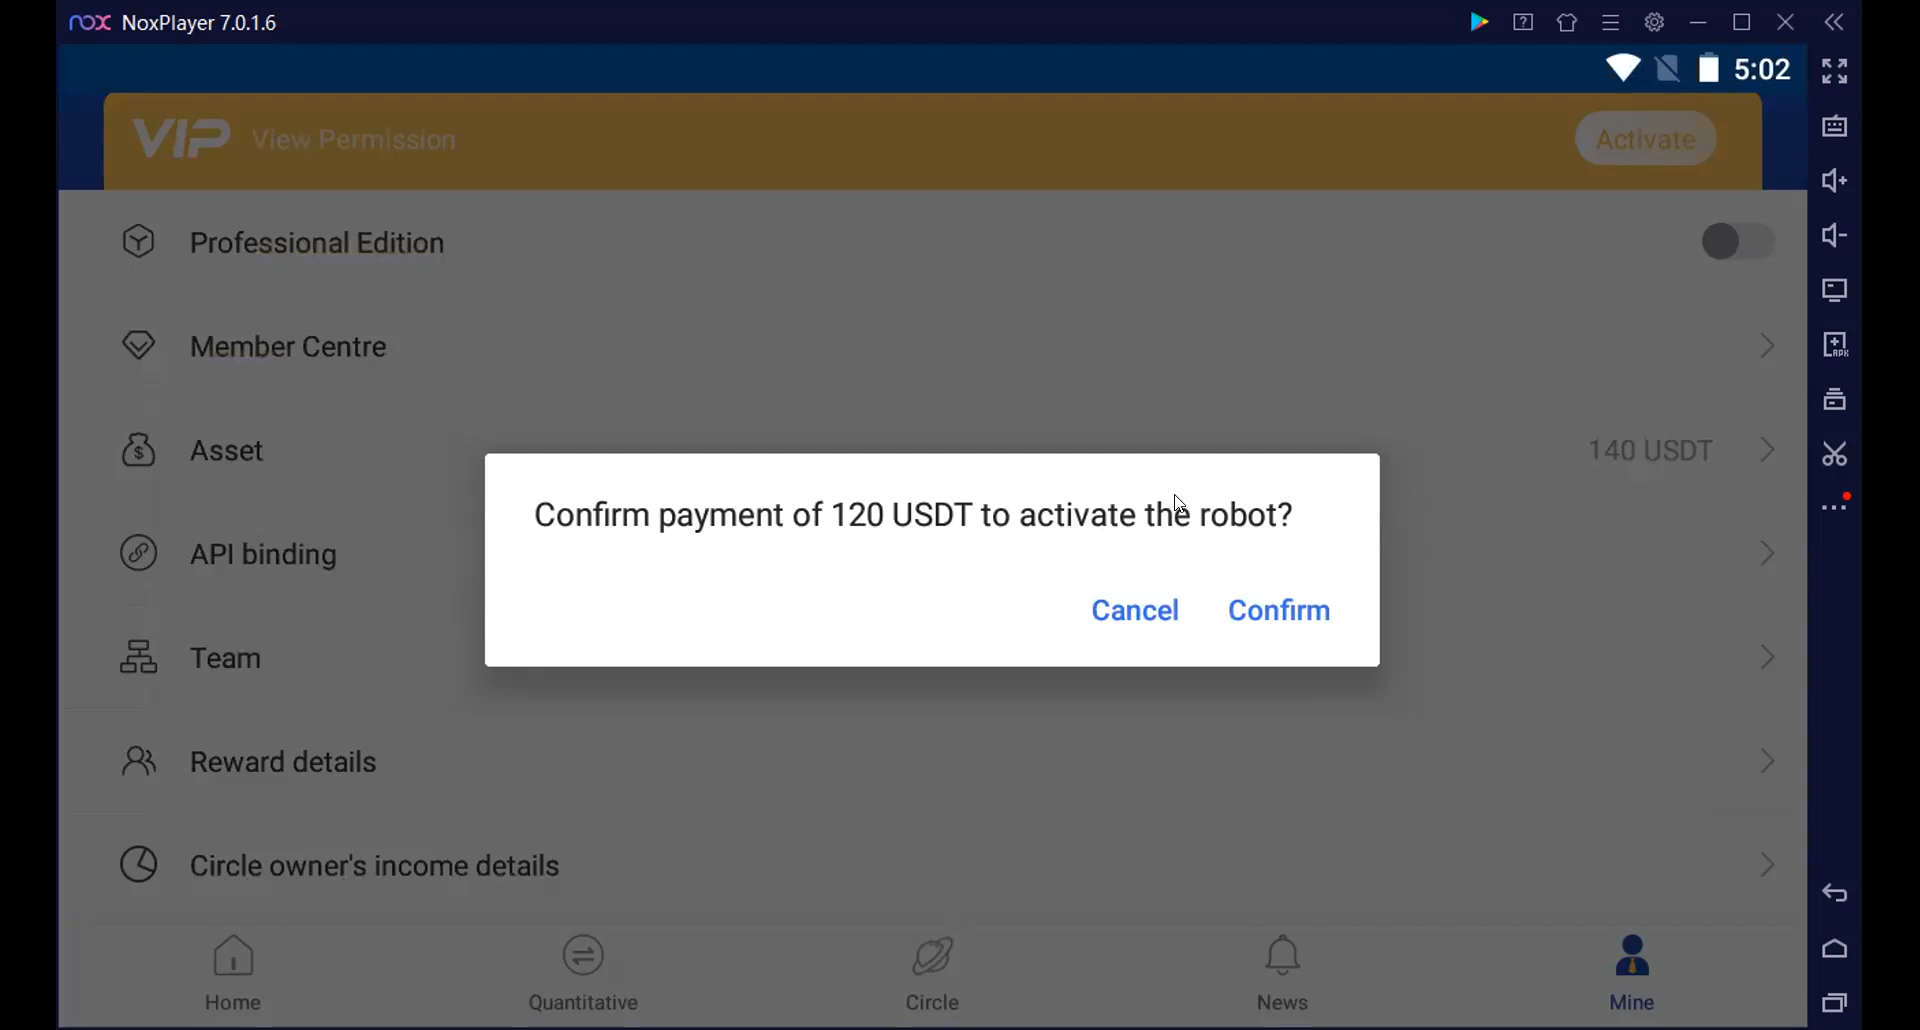 nox NoxPlayer 7.0.1.6
5:02
VIP View Permission Activate
Professional Edition
Member Centre
Asset 140 USDT
Confirm payment of 120 USDT to activate the robot?
API binding
Cancel Confirm
Team
Reward details
Circle owner's income details
Home Quantitative Circle News Mine
APK